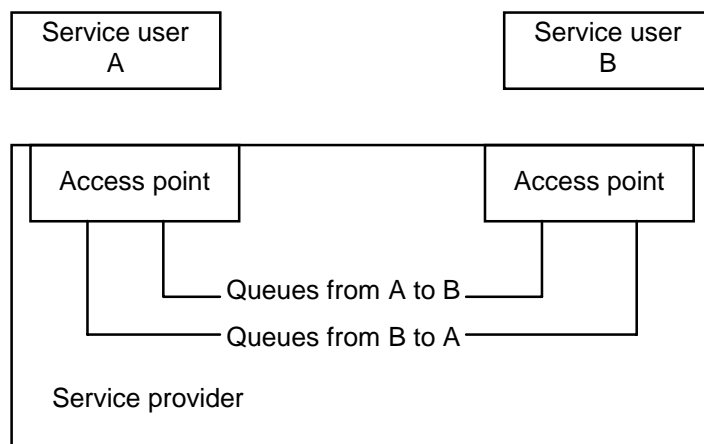 Service user
A
Service user
B
Access point
Access point
Queues from A to B
Queues from B to A
Service provider